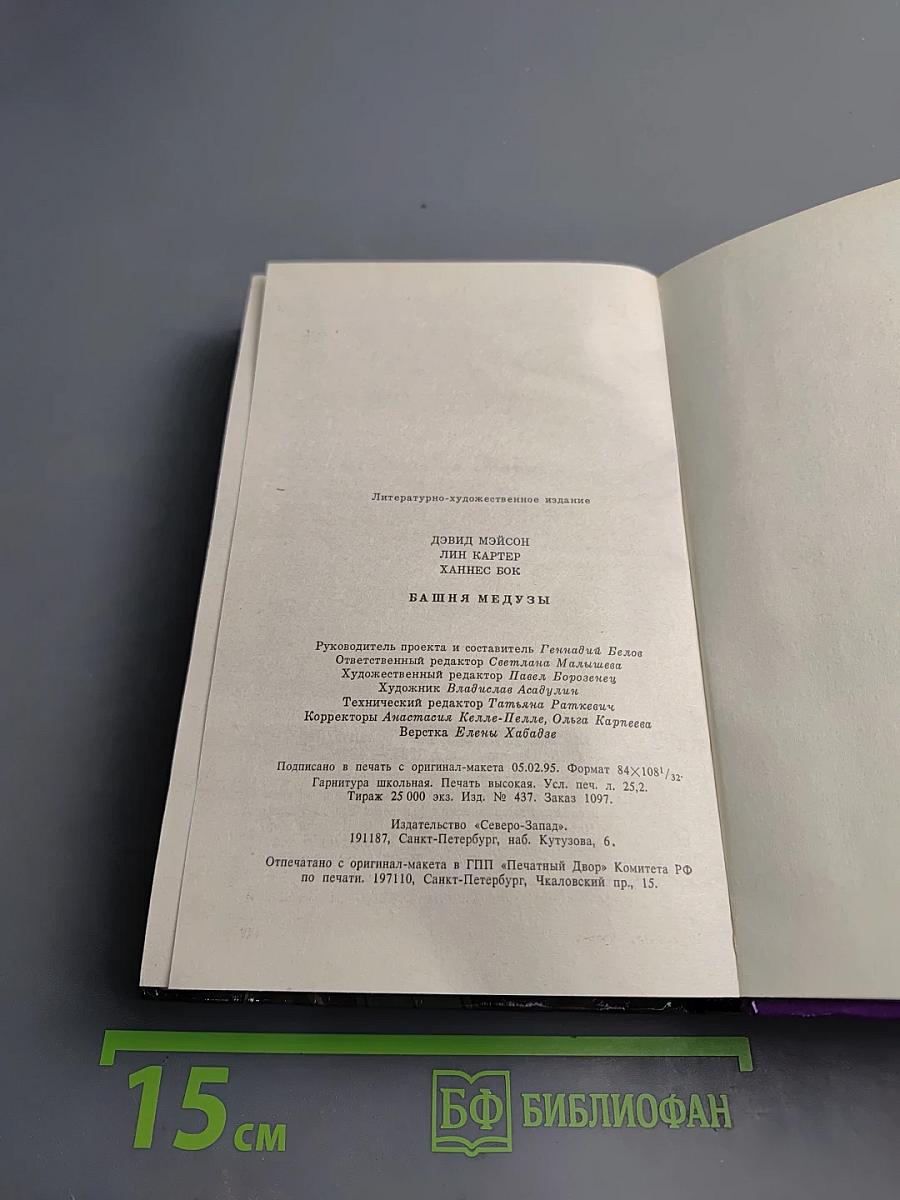 Литературно-художественное издание
ДЭВИД МЭЙСОН
ЛИН КАРТЕР
ХАННЕС БОК
БАШНЯ МЕДУЗЫ
Руководитель проекта и составитель Геннадий Белов
Ответственный редактор Светлана Малышева
Художественный редактор Павел Борозенец
Художник Владислав Асадулин
Технический редактор Татьяна Раткевич
Корректоры Анастасия Келле-Пелле, Ольга Карпеева
Верстка Елены Хабадзе
Подписано в печать с оригинал-макета 05.02.95. Формат 84×108¹/₃₂.
Гарнитура школьная. Печать высокая. Усл. печ. л. 25,2.
Тираж 25 000 экз. Изд. № 437. Заказ 1097.
Издательство «Северо-Запад».
191187, Санкт-Петербург, наб. Кутузова, 6.
Отпечатано с оригинал-макета в ГПП «Печатный Двор» Комитета РФ
по печати. 197110, Санкт-Петербург, Чкаловский пр., 15.
15 см
БФ БИБЛИОФАН